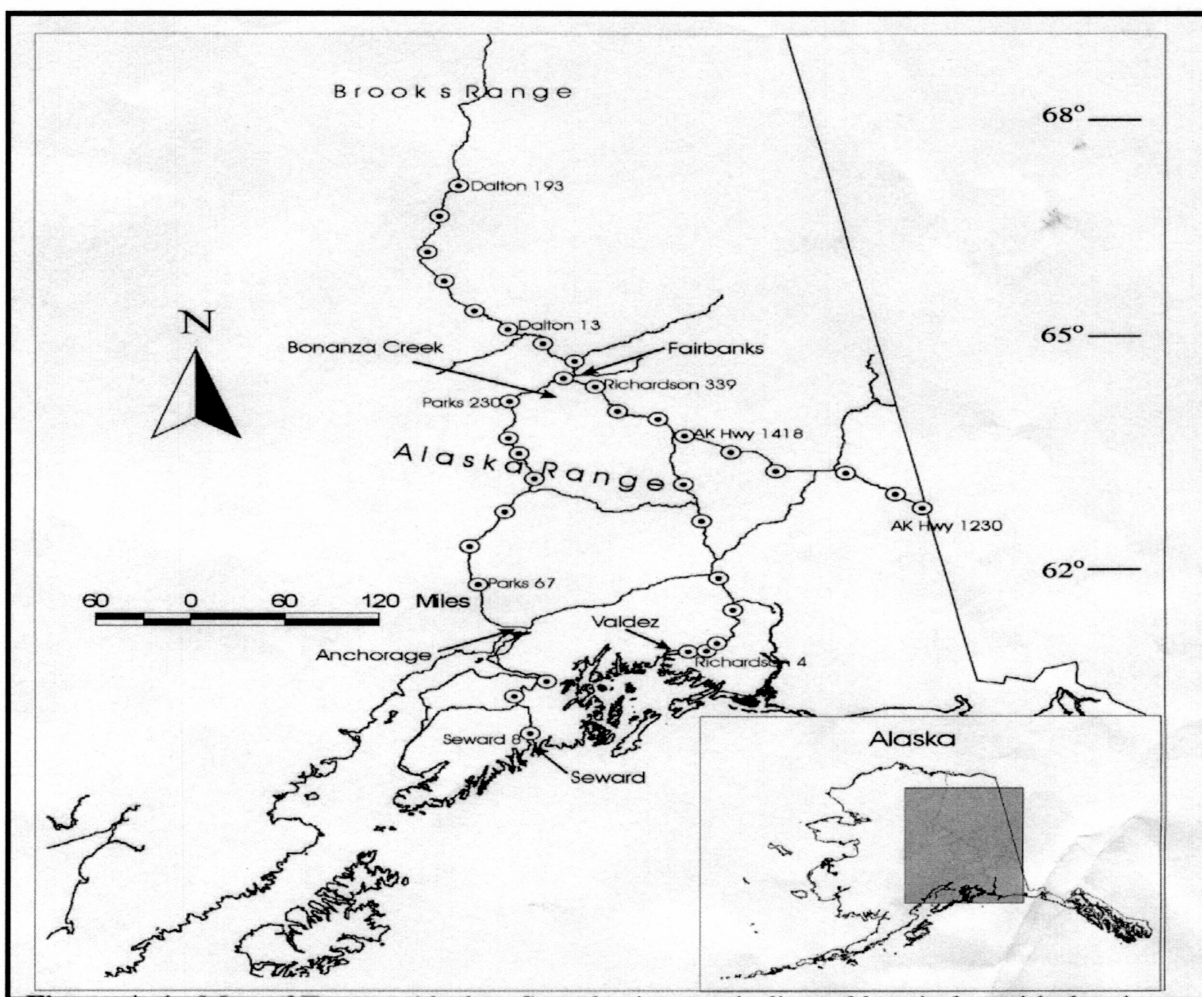 Brooks Range
68°
Dalton 193
N
Dalton 13
65°
Bonanza Creek
Fairbanks
Richardson 339
Parks 230
AK Hwy 1418
Alaska Range
AK Hwy 1230
62°
Parks 67
60 0 60 120
Miles
Valdez
Anchorage
Richardson 4
Seward 8
Alaska
Seward